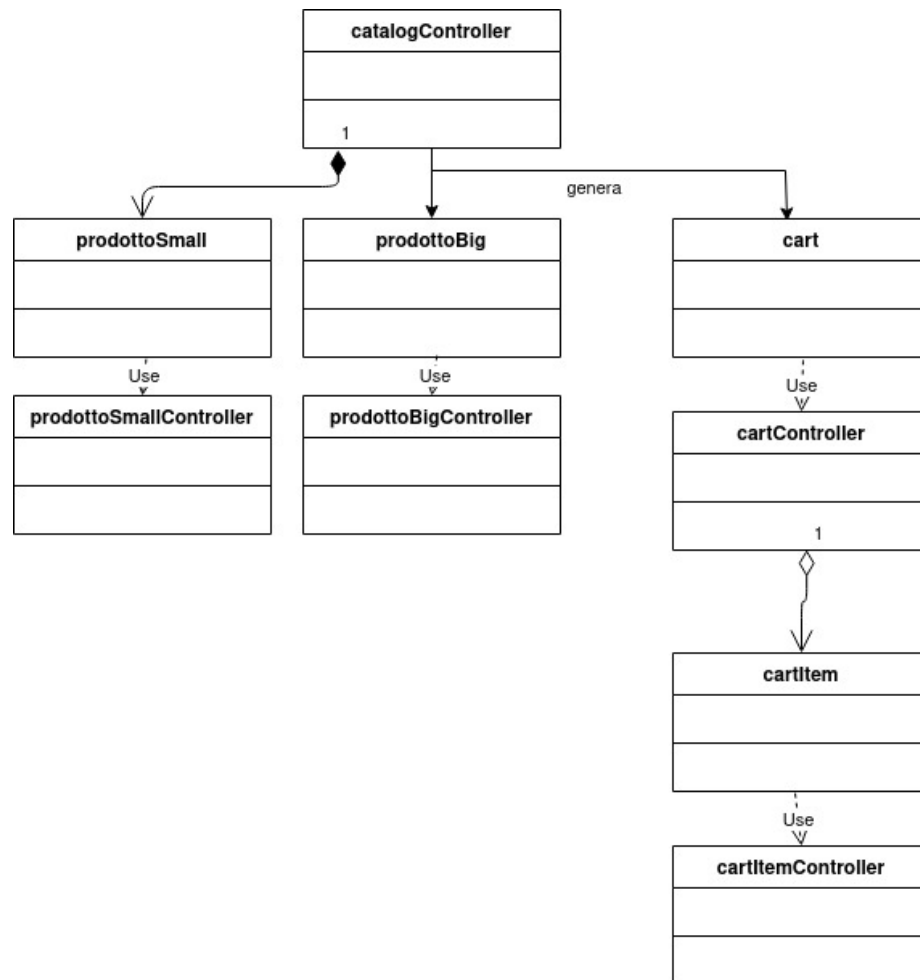 catalogController
1
genera
prodottoSmall
prodottoBig
cart
Use
Use
Use
prodottoSmallController
prodottoBigController
cartController
1
cartItem
Use
cartItemController